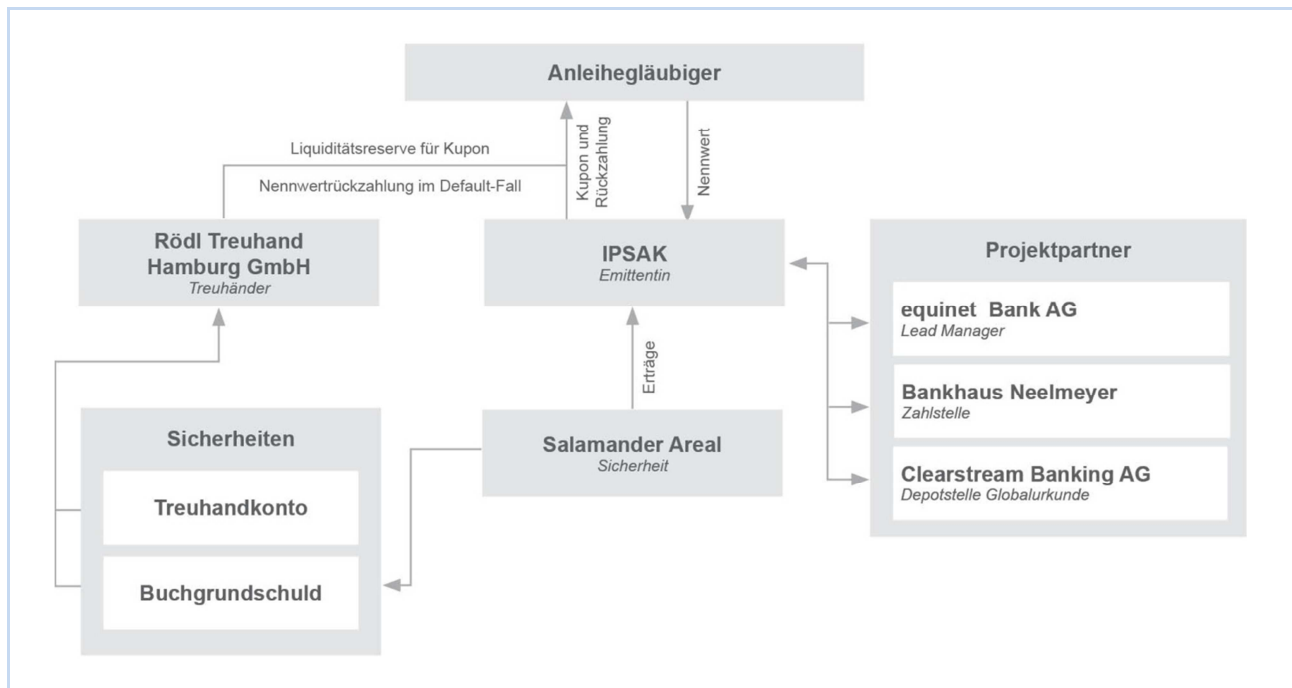 Anleihegläubiger
Liquiditätsreserve für Kupon
Nennwertrückzahlung im Default-Fall
Kupon und
Rückzahlung
Nennwert
Rödl Treuhand
Hamburg GmbH
Treuhänder
IPSAK
Emittentin
Projektpartner
equinet Bank AG
Lead Manager
Bankhaus Neelmeyer
Zahlstelle
Clearstream Banking AG
Depotstelle Globalurkunde
Erträge
Salamander Areal
Sicherheit
Sicherheiten
Treuhandkonto
Buchgrundschuld